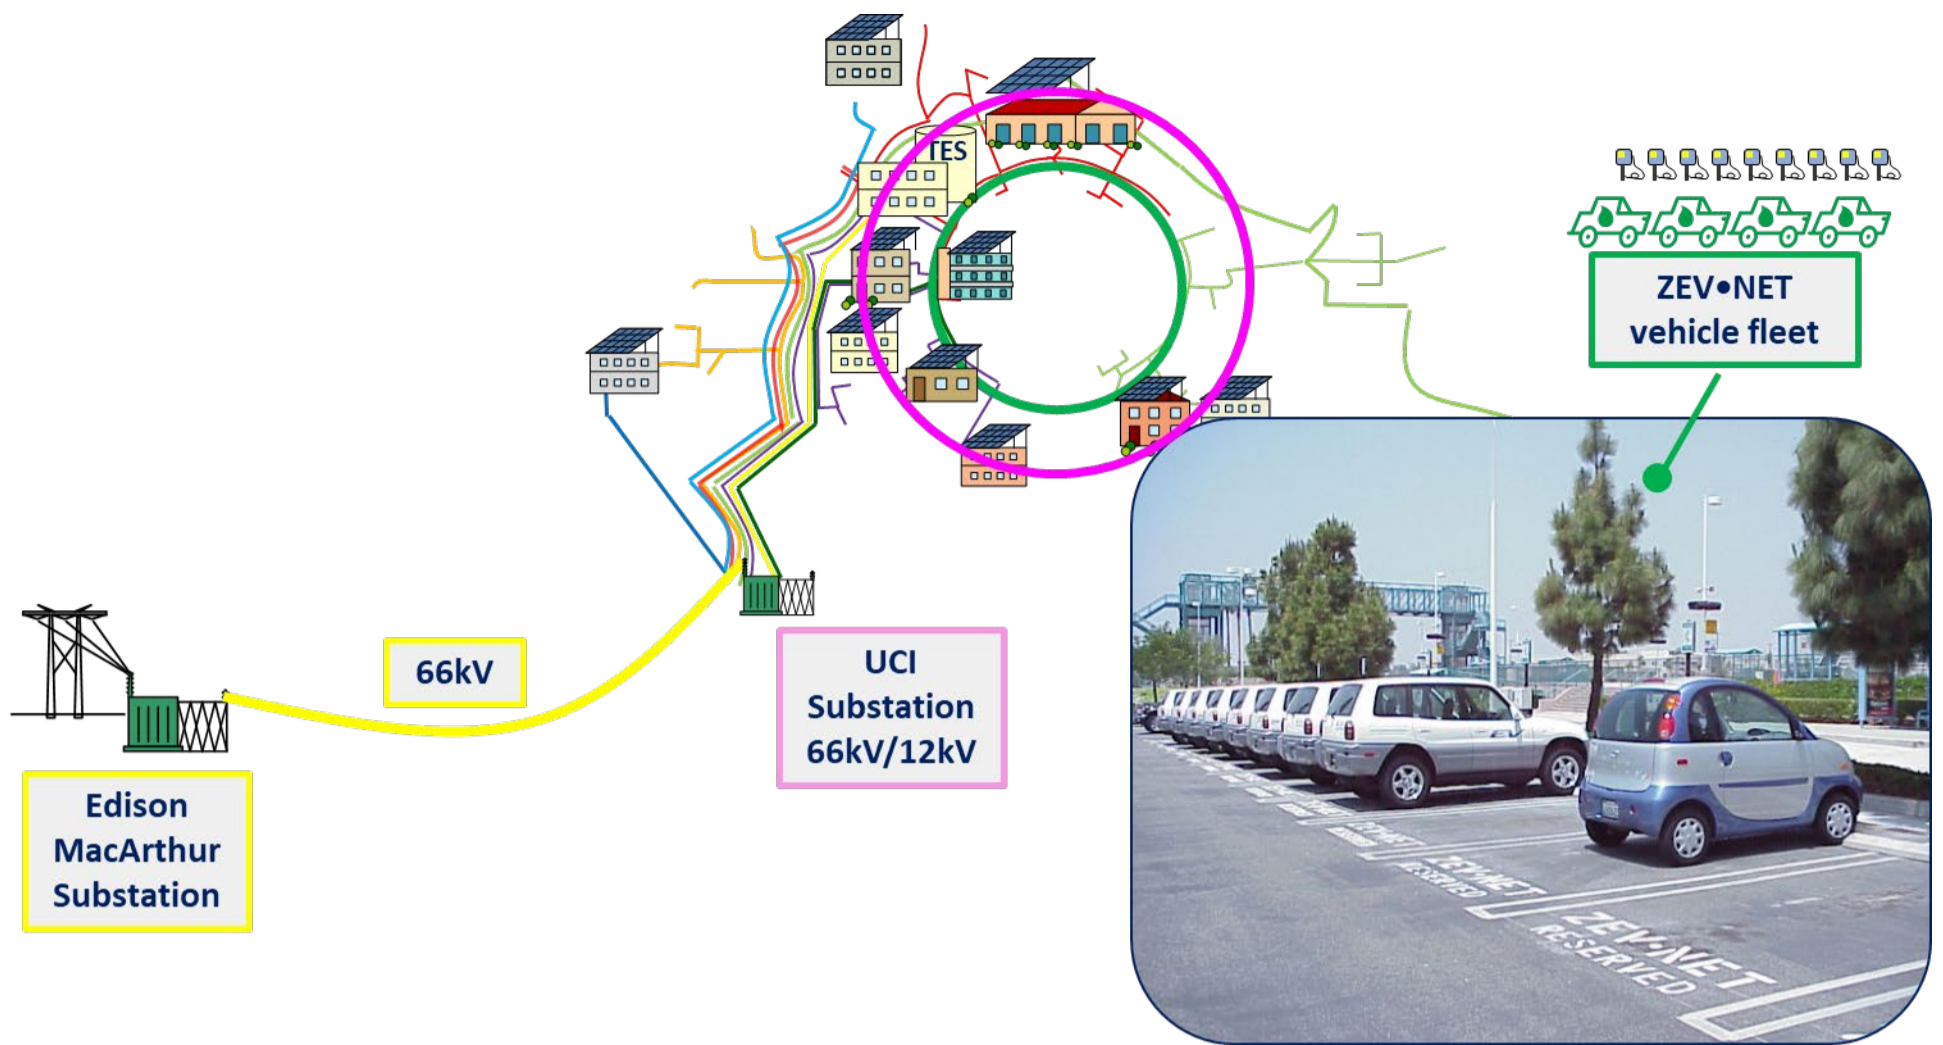 TES
ZEV•NET
vehicle fleet
66kV
UCI
Substation
66kV/12kV
Edison
MacArthur
Substation
ZEV•NET
RESERVED
ZEV•NET
RESERVED